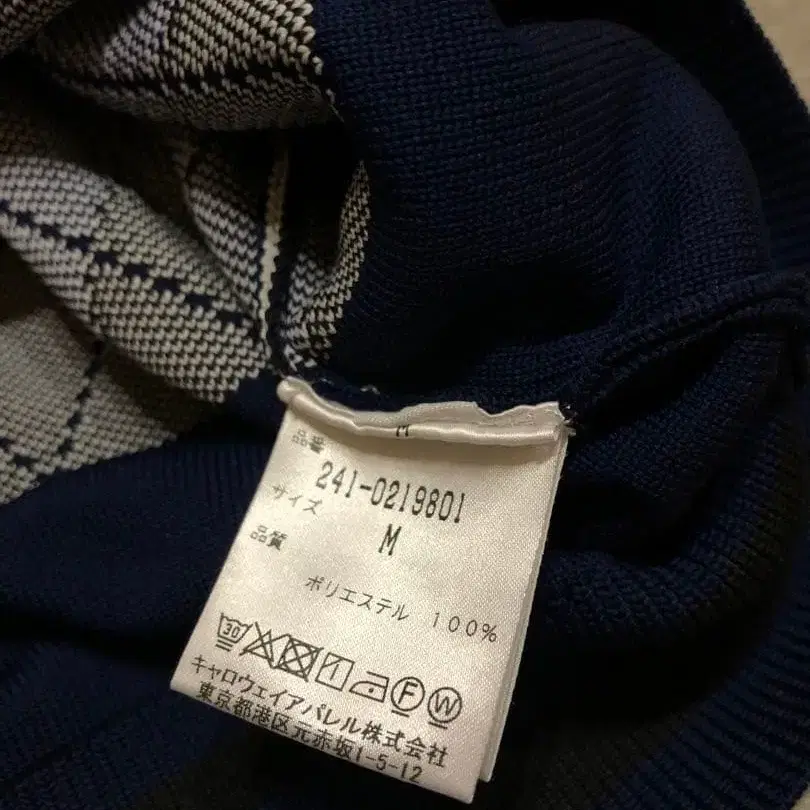 M
品番
241-0219801
サイズ
M
品質
ポリエステル 100%
30 F W
キャロウェイアパレル株式会社
東京都港区元赤坂1-5-12